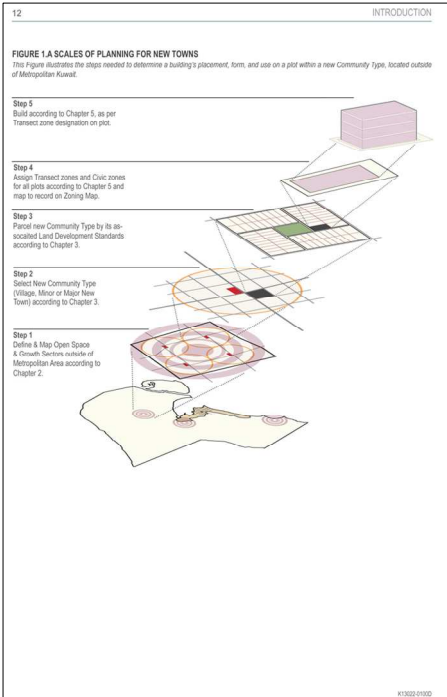 12
INTRODUCTION
FIGURE 1.A SCALES OF PLANNING FOR NEW TOWNS
This Figure illustrates the steps needed to determine a building's placement, form, and use on a plot within a new Community Type, located outside
of Metropolitan Kuwait.
Step 5
Build according to Chapter 5, as per
Transect zone designation on plot.
Step 4
Assign Transect zones and Civic zones
for all plots according to Chapter 5 and
map to record on Zoning Map.
Step 3
Parcel new Community Type by its as-
socaited Land Development Standards
according to Chapter 3.
Step 2
Select New Community Type
(Village, Minor or Major New
Town) according to Chapter 3.
Step 1
Define & Map Open Space
& Growth Sectors outside of
Metropolitan Area according to
Chapter 2.
K13022-0100D